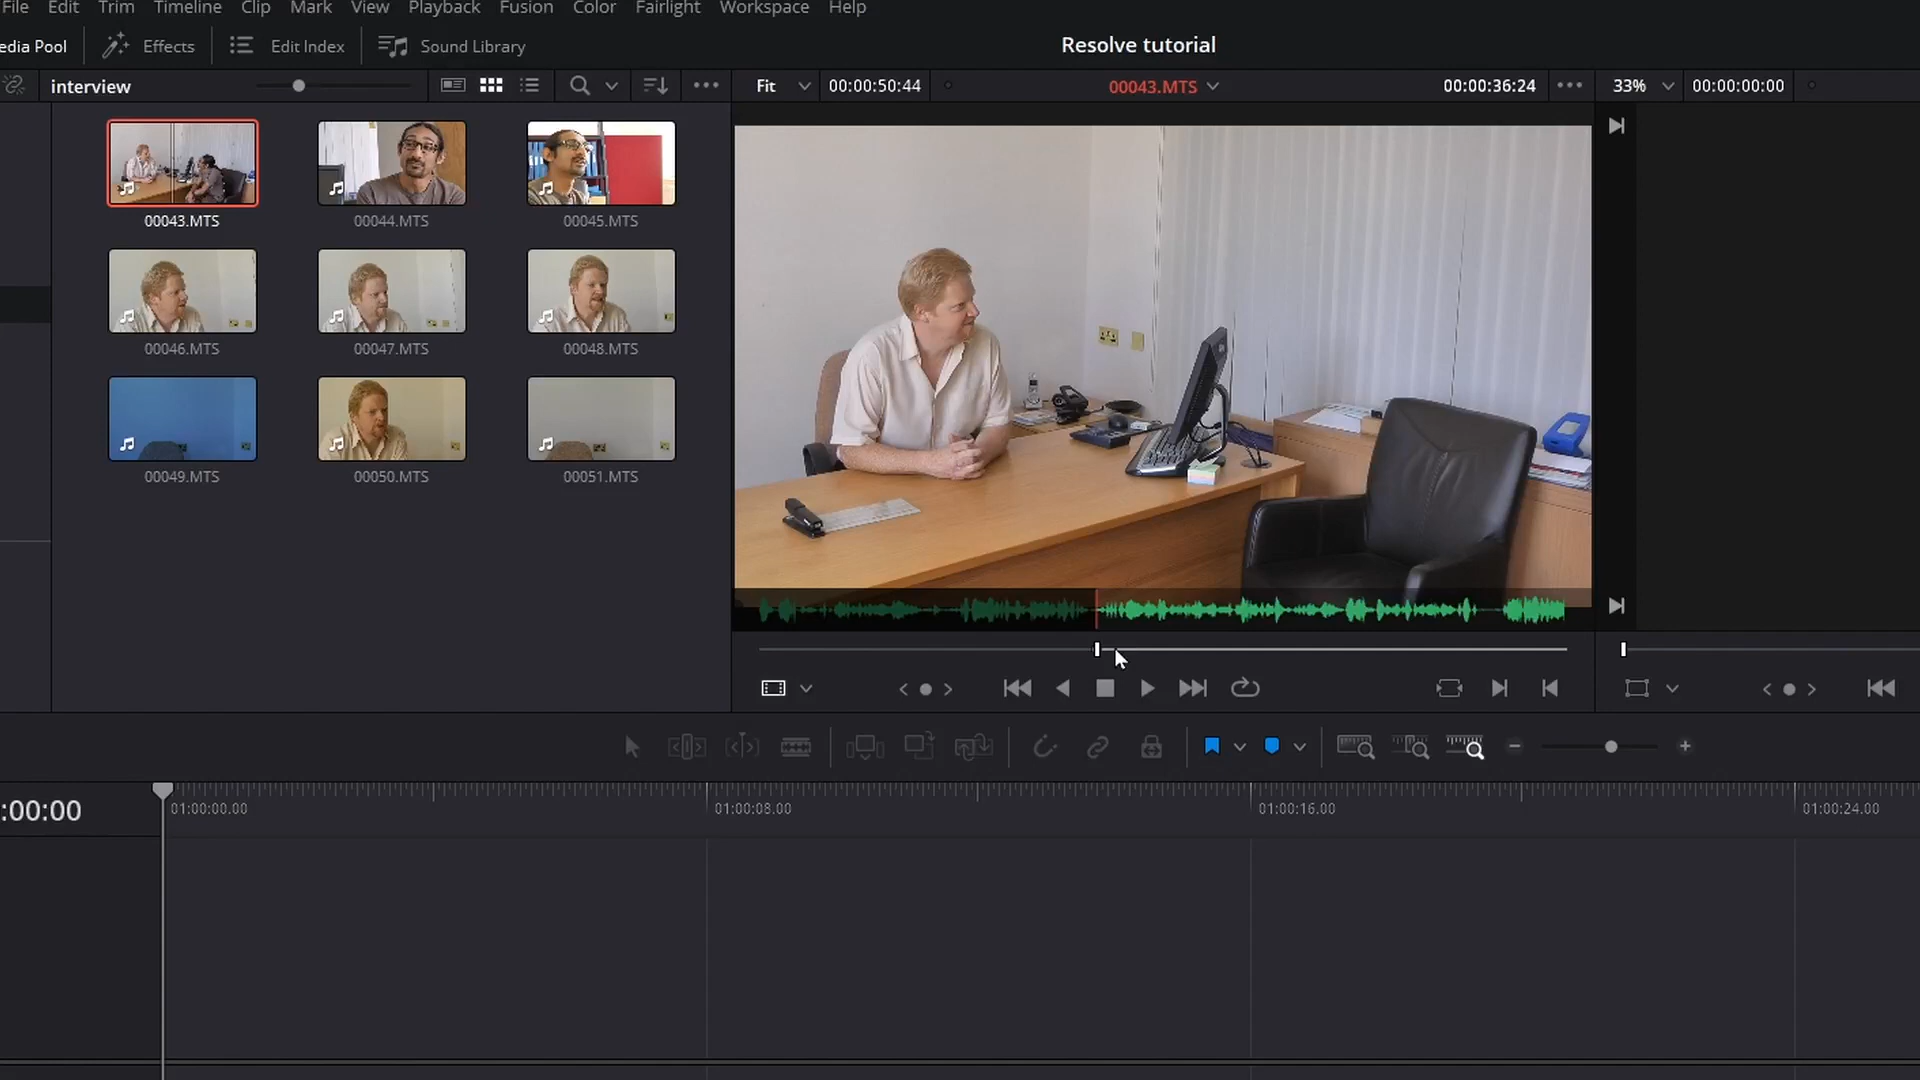 File Edit Trim Timeline Clip Mark View Playback Fusion Color Fairlight Workspace Help
edia Pool Effects Edit Index Sound Library Resolve tutorial
interview Fit 00:00:50:44 00043.MTS 00:00:36:24 33% 00:00:00:00
00043.MTS 00044.MTS 00045.MTS
00046.MTS 00047.MTS 00048.MTS
00049.MTS 00050.MTS 00051.MTS
:00:00 01:00:00.00 01:00:08.00 01:00:16.00 01:00:24.00